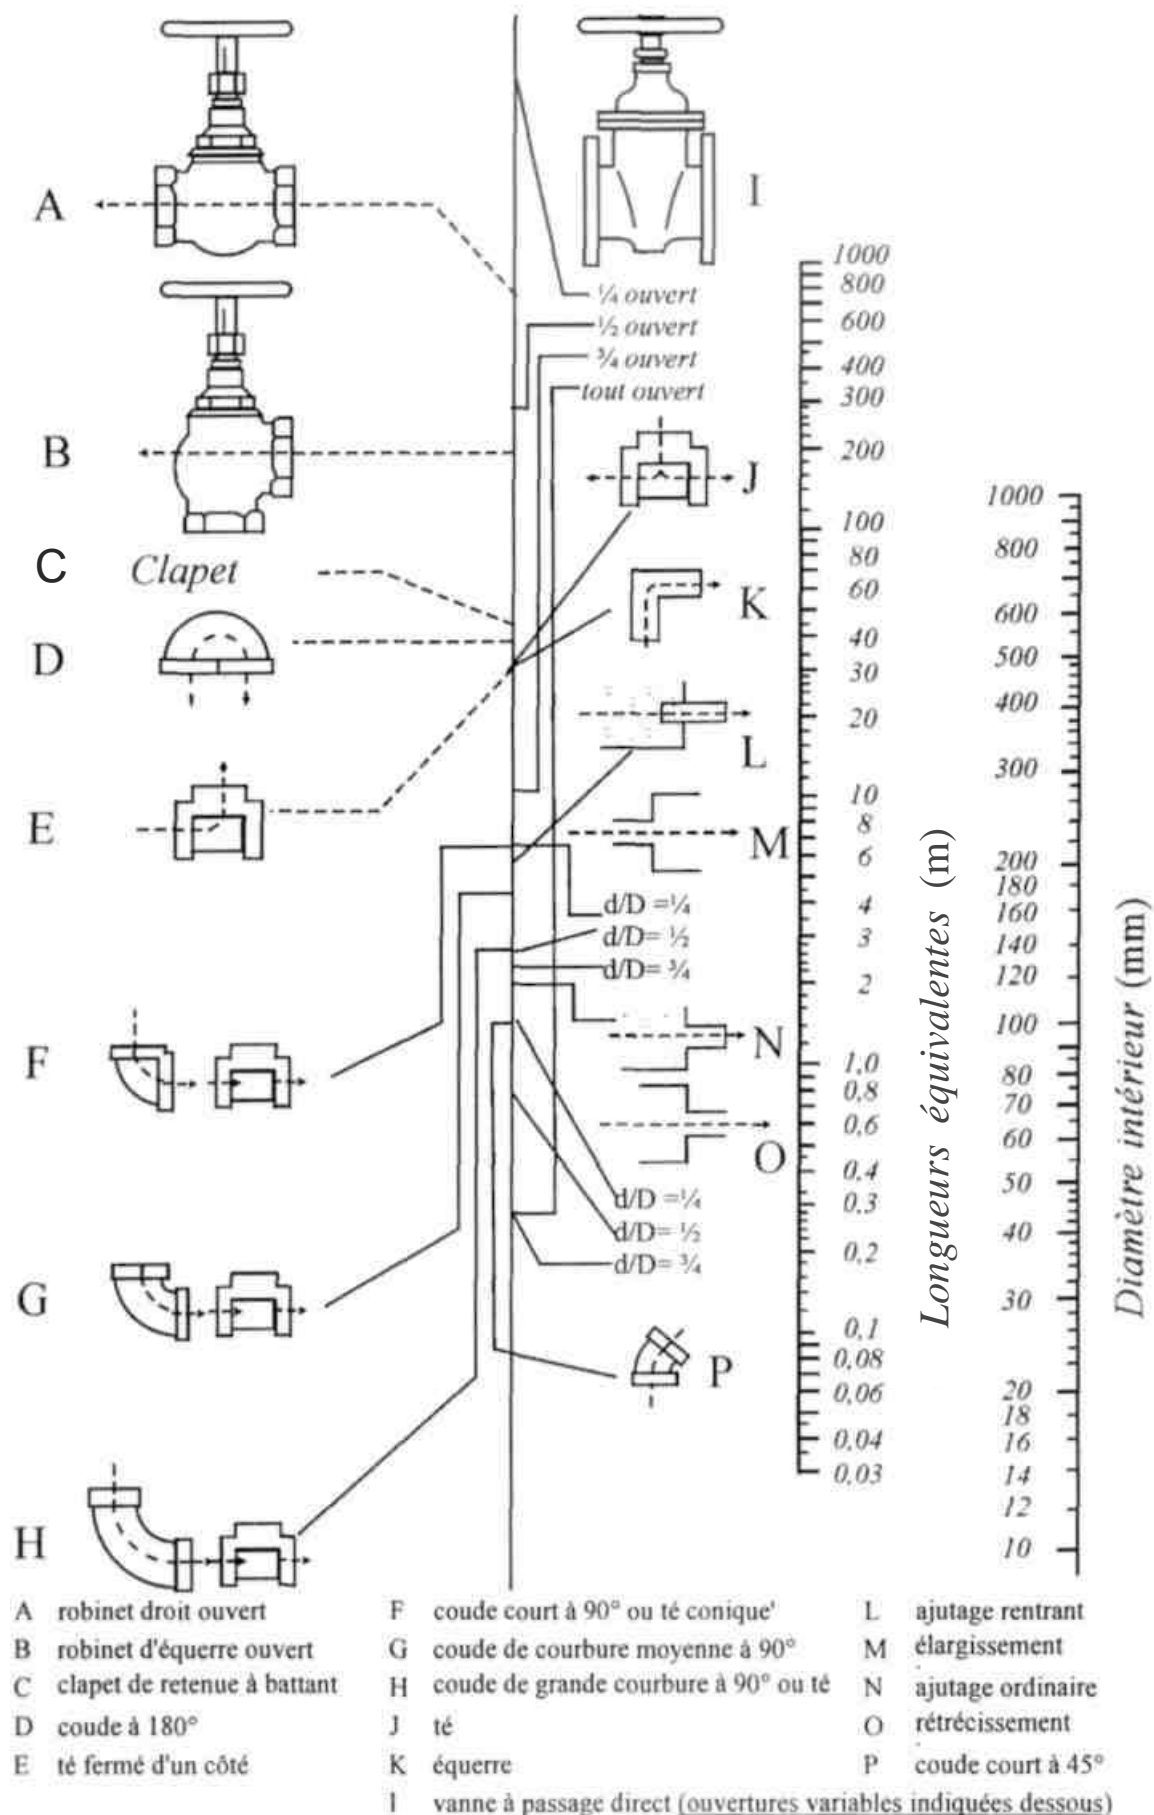 A
I
¼ ouvert
½ ouvert
¾ ouvert
tout ouvert
B
J
C Clapet
K
D
L
E
M
d/D =¼
d/D= ½
d/D= ¾
F
N
O
d/D =¼
d/D= ½
d/D= ¾
G
P
H
1000
800
600
400
300
200
100
80
60
40
30
20
10
8
6
4
3
2
1,0
0,8
0,6
0,4
0,3
0,2
0,1
0,08
0,06
0,04
0,03
Longueurs équivalentes (m)
1000
800
600
500
400
300
200
180
160
140
120
100
80
70
60
50
40
30
20
18
16
14
12
10
Diamètre intérieur (mm)
A robinet droit ouvert
B robinet d'équerre ouvert
C clapet de retenue à battant
D coude à 180°
E té fermé d'un côté
F coude court à 90° ou té conique'
G coude de courbure moyenne à 90°
H coude de grande courbure à 90° ou té
J té
K équerre
I vanne à passage direct (ouvertures variables indiquées dessous)
L ajutage rentrant
M élargissement
N ajutage ordinaire
O rétrécissement
P coude court à 45°